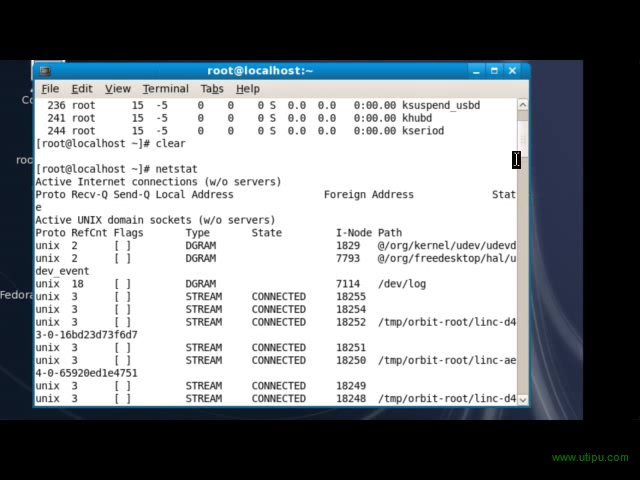 root@localhost:~
File Edit View Terminal Tabs Help
236 root 15 -5 0 0 0 S 0.0 0.0 0:00.00 ksuspend_usbd
241 root 15 -5 0 0 0 S 0.0 0.0 0:00.00 khubd
244 root 15 -5 0 0 0 S 0.0 0.0 0:00.00 kseriod
[root@localhost ~]# clear
[root@localhost ~]# netstat
Active Internet connections (w/o servers)
Proto Recv-Q Send-Q Local Address Foreign Address Stat
e
Active UNIX domain sockets (w/o servers)
Proto RefCnt Flags Type State I-Node Path
unix 2 [ ] DGRAM 1829 @/org/kernel/udev/udevd
unix 2 [ ] DGRAM 7793 @/org/freedesktop/hal/u
dev_event
unix 18 [ ] DGRAM 7114 /dev/log
unix 3 [ ] STREAM CONNECTED 18255
unix 3 [ ] STREAM CONNECTED 18254
unix 3 [ ] STREAM CONNECTED 18252 /tmp/orbit-root/linc-d4
3-0-16bd23d73f6d7
unix 3 [ ] STREAM CONNECTED 18251
unix 3 [ ] STREAM CONNECTED 18250 /tmp/orbit-root/linc-ae
4-0-65920ed1e4751
unix 3 [ ] STREAM CONNECTED 18249
unix 3 [ ] STREAM CONNECTED 18248 /tmp/orbit-root/linc-d4
Co
roo
Fedora
www.utipu.com